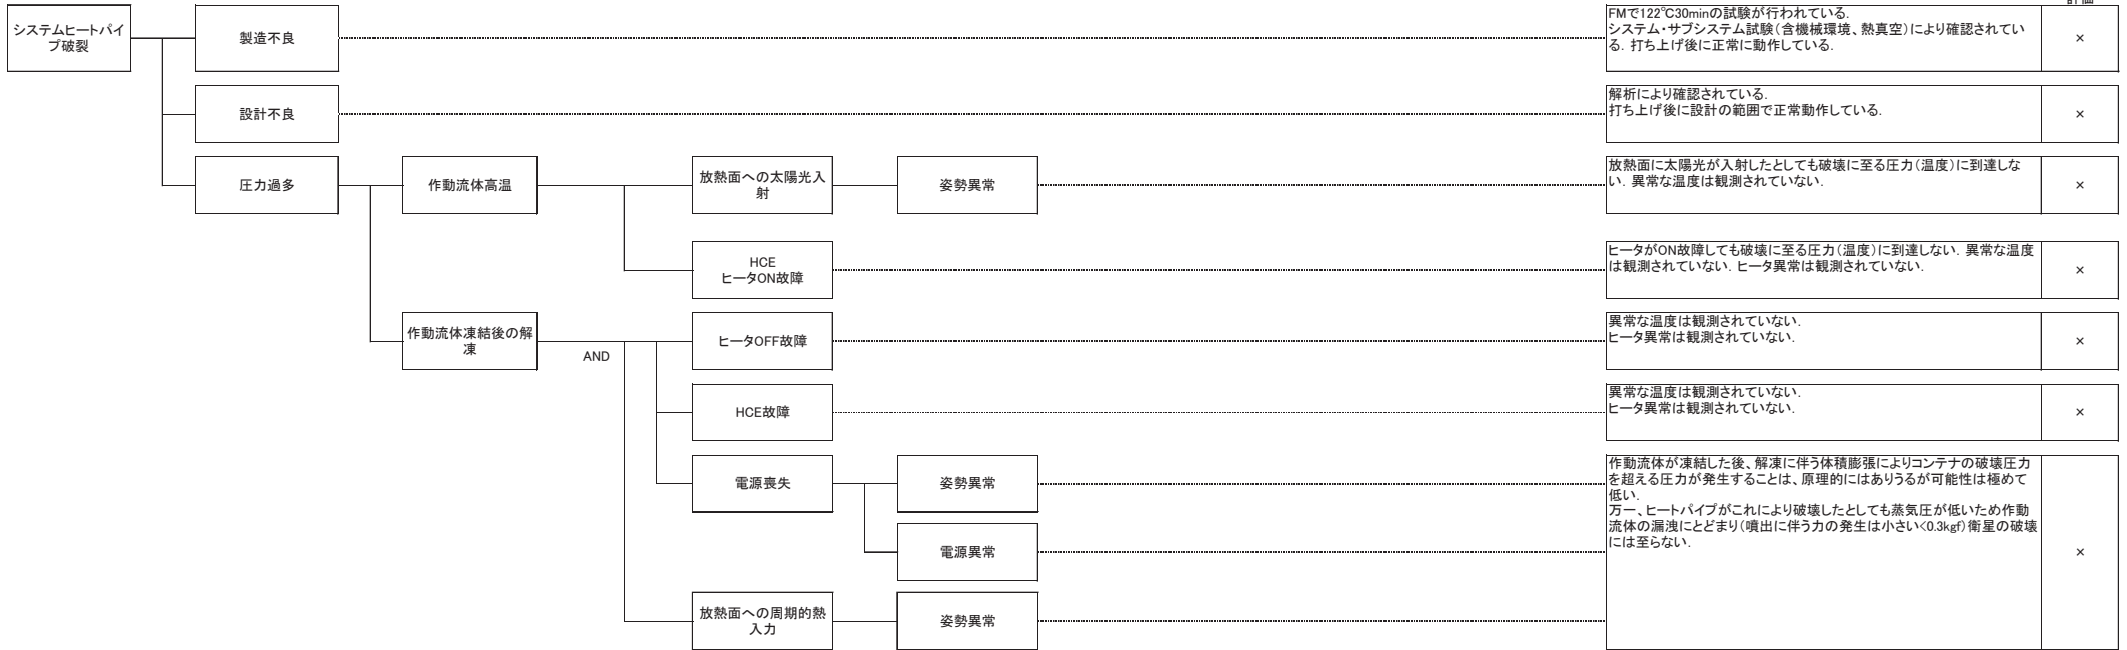 評価
システムヒートパイ
プ破裂
製造不良
FMで122℃30minの試験が行われている.
システム・サブシステム試験(含機械環境、熱真空)により確認されてい
る. 打ち上げ後に正常に動作している.
×
設計不良
解析により確認されている.
打ち上げ後に設計の範囲で正常動作している.
×
圧力過多
作動流体高温
放熱面への太陽光入
射
姿勢異常
放熱面に太陽光が入射したとしても破壊に至る圧力(温度)に到達しな
い. 異常な温度は観測されていない.
×
HCE
ヒータON故障
ヒータがON故障しても破壊に至る圧力(温度)に到達しない. 異常な温度
は観測されていない. ヒータ異常は観測されていない.
×
作動流体凍結後の解
凍
AND
ヒータOFF故障
異常な温度は観測されていない.
ヒータ異常は観測されていない.
×
HCE故障
異常な温度は観測されていない.
ヒータ異常は観測されていない.
×
電源喪失
姿勢異常
作動流体が凍結した後、解凍に伴う体積膨張によりコンテナの破壊圧力
を超える圧力が発生することは、原理的にはありうるが可能性は極めて
低い.
万一、ヒートパイプがこれにより破壊したとしても蒸気圧が低いため作動
流体の漏洩にとどまり(噴出に伴う力の発生は小さい<0.3kgf)衛星の破壊
には至らない.
×
電源異常
放熱面への周期的熱
入力
姿勢異常